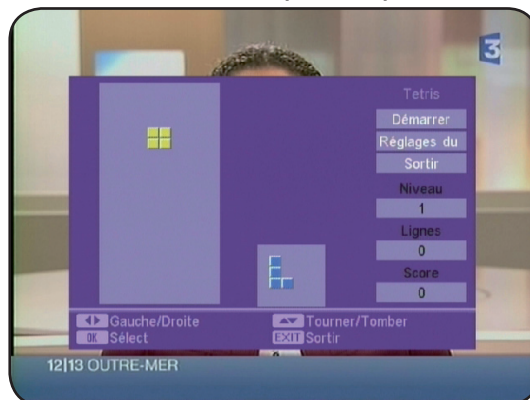 3
Tetris
Démarrer
Réglages du
Sortir
Niveau
1
Lignes
0
Score
0
Gauche/Droite
Tourner/Tomber
OK Sélect
EXIT Sortir
12|13 OUTRE-MER